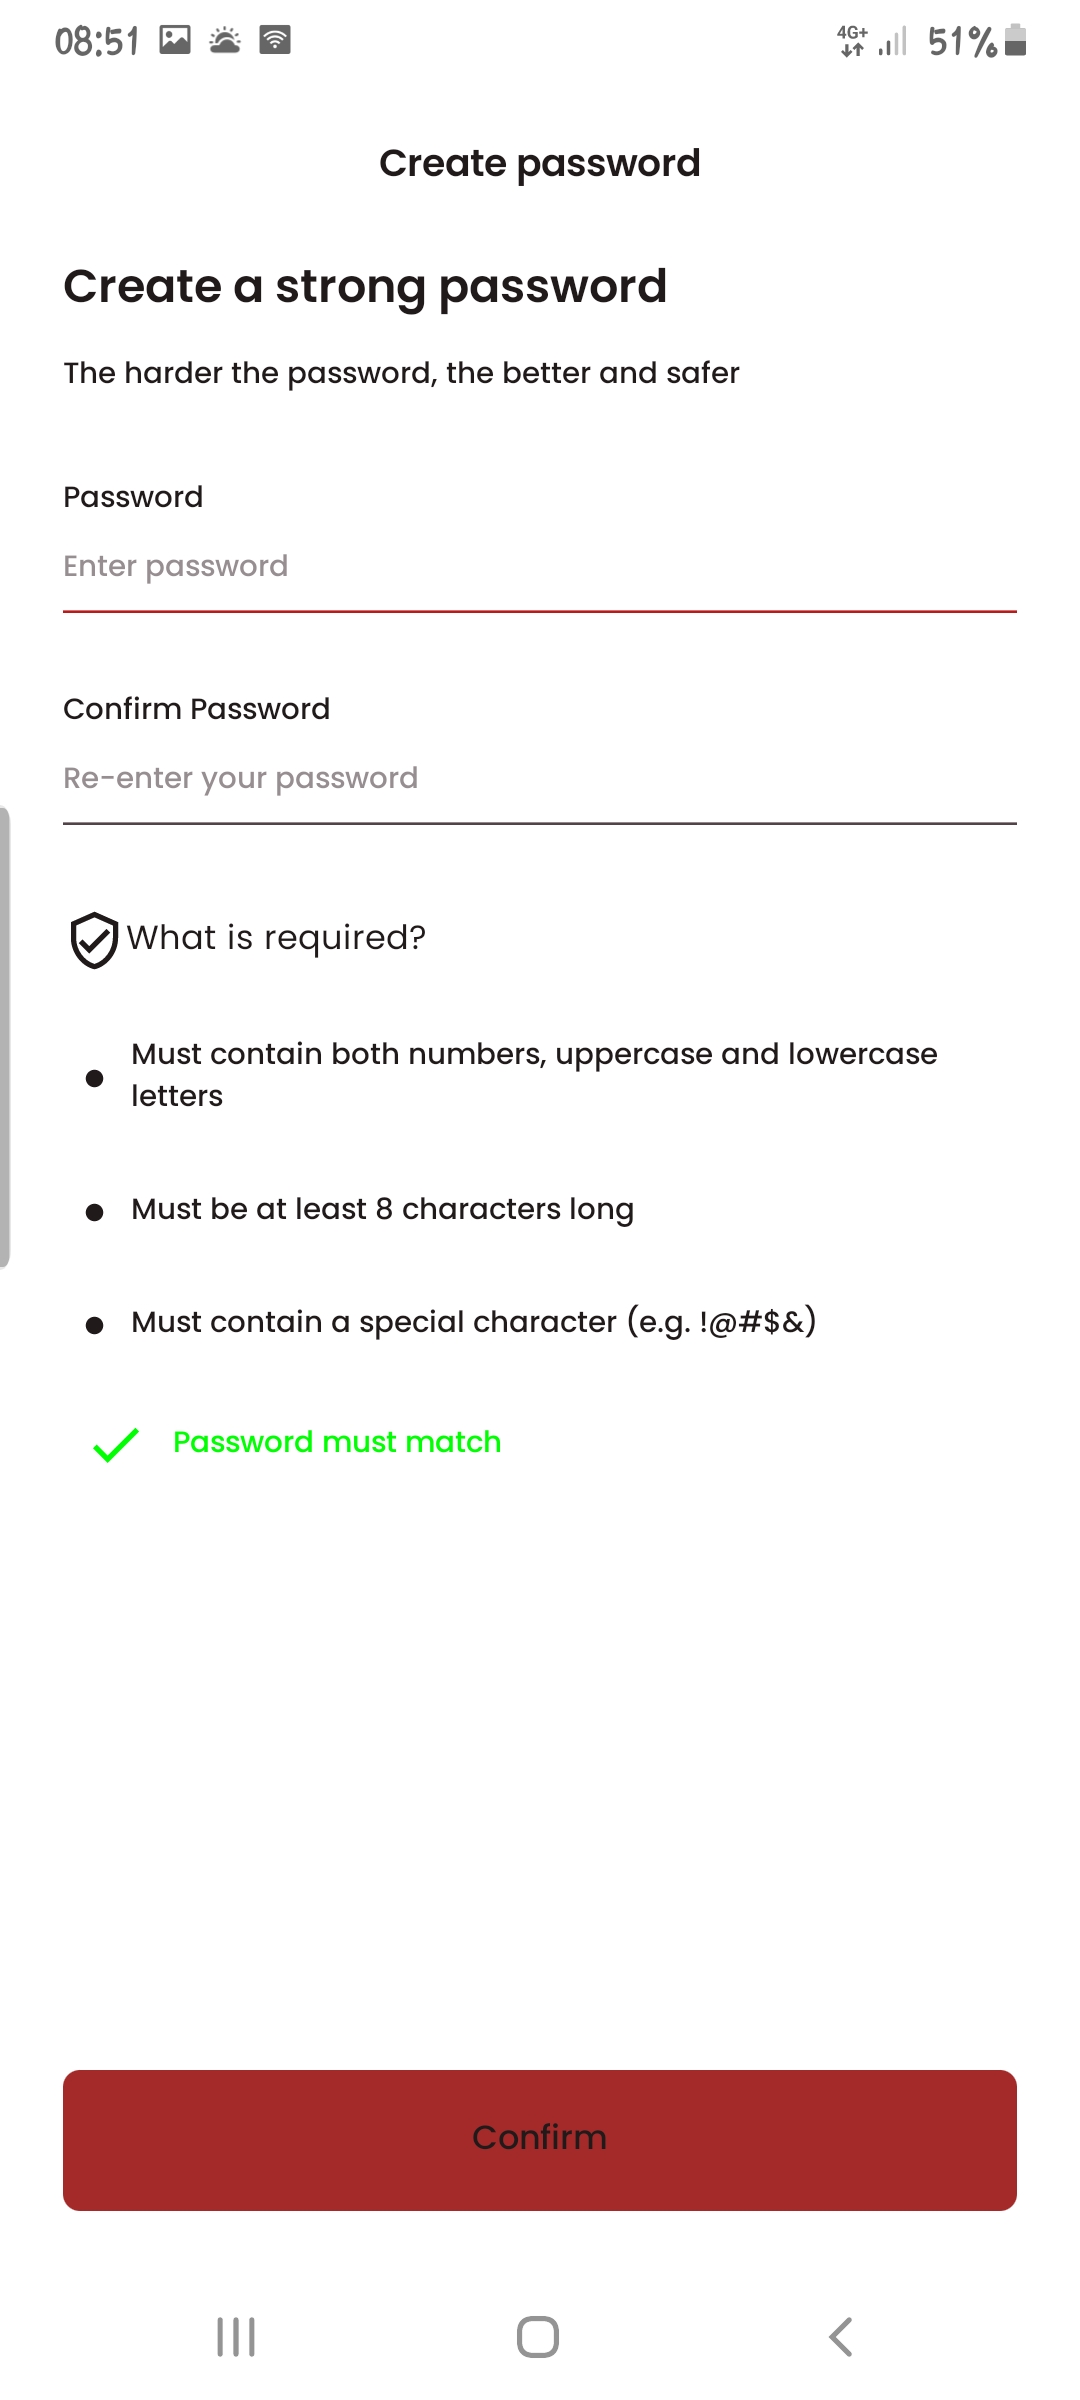 08:51
4G+
51%
Create password
Create a strong password
The harder the password, the better and safer
Password
Enter password
Confirm Password
Re-enter your password
What is required?
Must contain both numbers, uppercase and lowercase
letters
Must be at least 8 characters long
Must contain a special character (e.g. !@#$&)
Password must match
Confirm